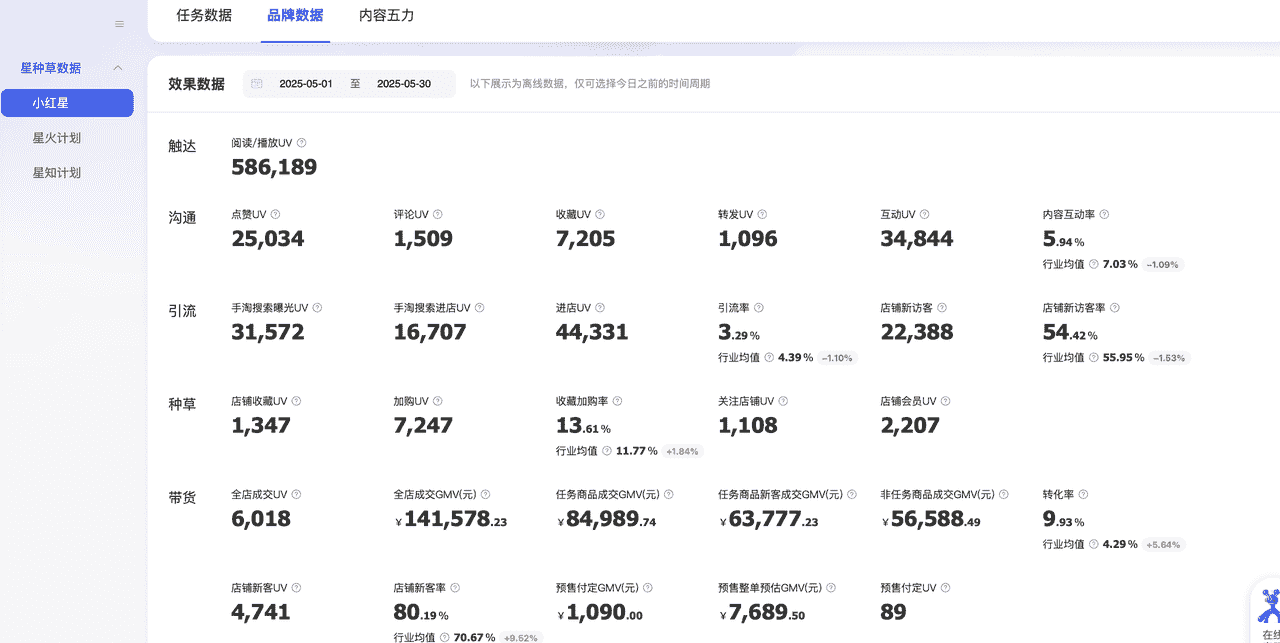 任务数据 品牌数据 内容五力
星种草数据
小红星
星火计划
星知计划
效果数据 2025-05-01 至 2025-05-30 以下展示为离线数据，仅可选择今日之前的时间周期
触达 阅读/播放UV
586,189
沟通 点赞UV 评论UV 收藏UV 转发UV 互动UV 内容互动率
25,034 1,509 7,205 1,096 34,844 5.94%
行业均值 7.03% -1.09%
引流 手淘搜索曝光UV 手淘搜索进店UV 进店UV 引流率 店铺新访客 店铺新访客率
31,572 16,707 44,331 3.29% 22,388 54.42%
行业均值 4.39% -1.10% 行业均值 55.95% -1.53%
种草 店铺收藏UV 加购UV 收藏加购率 关注店铺UV 店铺会员UV
1,347 7,247 13.61% 1,108 2,207
行业均值 11.77% +1.84%
带货 全店成交UV 全店成交GMV(元) 任务商品成交GMV(元) 任务商品新客成交GMV(元) 非任务商品成交GMV(元) 转化率
6,018 ¥141,578.23 ¥84,989.74 ¥63,777.23 ¥56,588.49 9.93%
行业均值 4.29% +5.64%
店铺新客UV 店铺新客率 预售付定GMV(元) 预售整单预估GMV(元) 预售付定UV
4,741 80.19% ¥1,090.00 ¥7,689.50 89
行业均值 70.67% +9.52%
在线